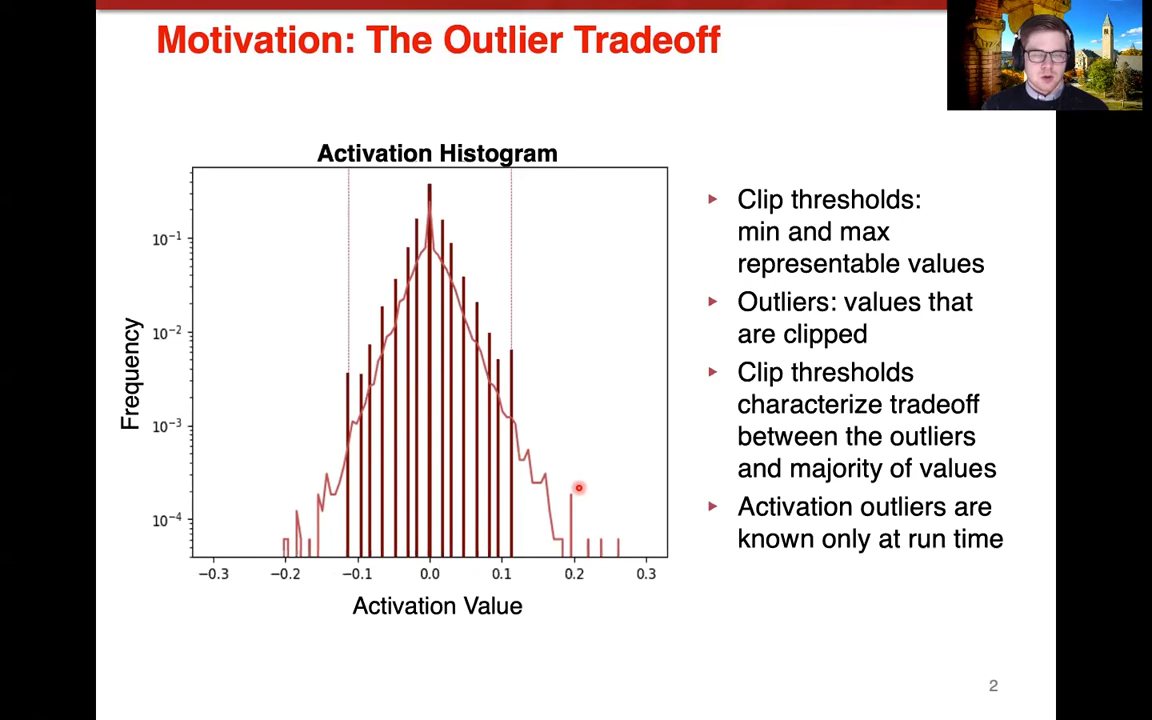 Motivation: The Outlier Tradeoff
Activation Histogram
Frequency
10⁻¹
10⁻²
10⁻³
10⁻⁴
−0.3 −0.2 −0.1 0.0 0.1 0.2 0.3
Activation Value
Clip thresholds:
min and max
representable values
Outliers: values that
are clipped
Clip thresholds
characterize tradeoff
between the outliers
and majority of values
Activation outliers are
known only at run time
2